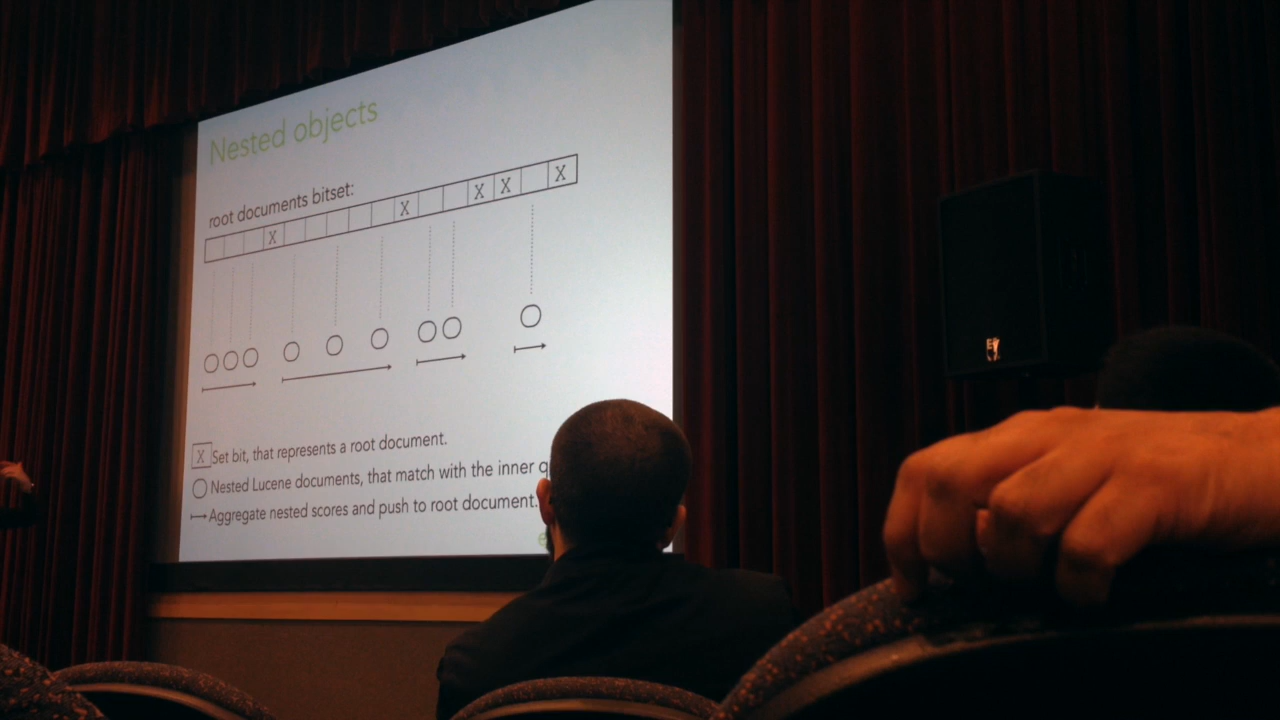 Nested objects
root documents bitset:
X X X X X
X Set bit, that represents a root document.
Nested Lucene documents, that match with the inner
Aggregate nested scores and push to root document.
EV